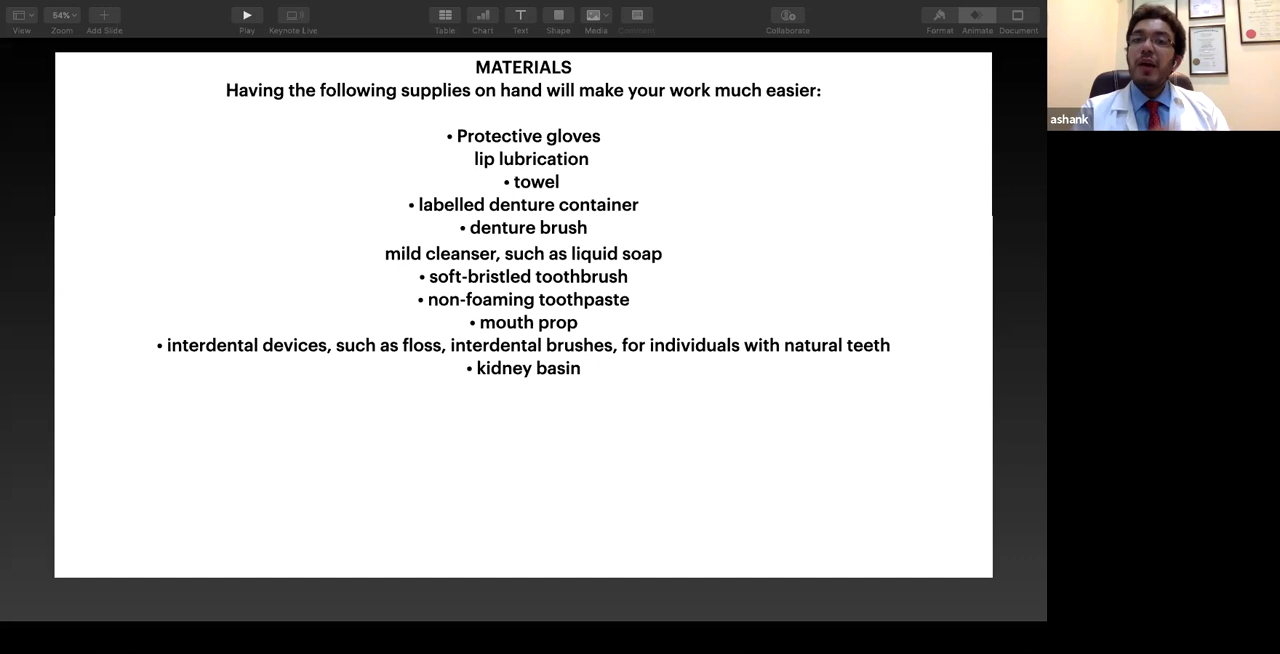 View
54%
Zoom
Add Slide
Play
Keynote Live
Table
Chart
Text
Shape
Media
Comment
Collaborate
Format
Animate
Document
MATERIALS
Having the following supplies on hand will make your work much easier:
• Protective gloves
lip lubrication
• towel
• labelled denture container
• denture brush
mild cleanser, such as liquid soap
• soft-bristled toothbrush
• non-foaming toothpaste
• mouth prop
• interdental devices, such as floss, interdental brushes, for individuals with natural teeth
• kidney basin
ashank